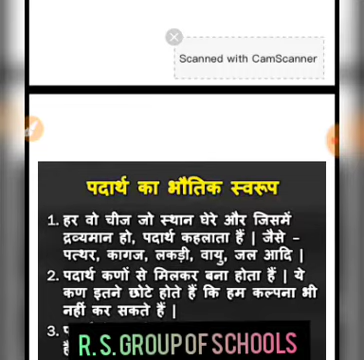 Scanned with CamScanner
पदार्थ का भौतिक स्वरूप
1. हर वो चीज जो स्थान घेरे और जिसमें
द्रव्यमान हो, पदार्थ कहलाता हैं | जैसे –
पत्थर, कागज, लकड़ी, वायु, जल आदि |
2. पदार्थ कणों से मिलकर बना होता हैं | ये
कण इतने छोटे होते हैं कि हम कल्पना भी
नहीं कर सकते हैं |
3.
R. S. GROUP OF SCHOOLS